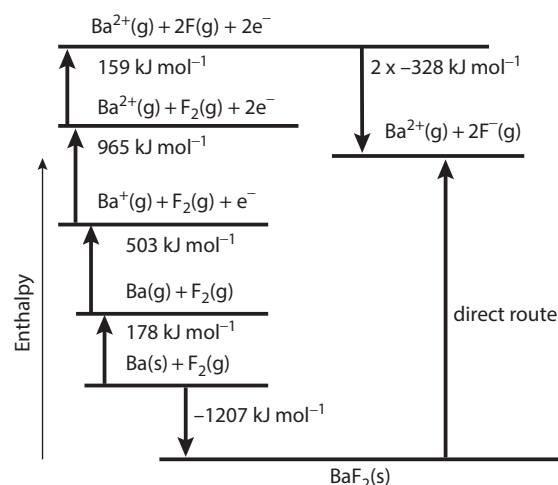 Ba²⁺(g) + 2F(g) + 2e⁻
159 kJ mol⁻¹
2 x –328 kJ mol⁻¹
Ba²⁺(g) + F₂(g) + 2e⁻
Ba²⁺(g) + 2F⁻(g)
965 kJ mol⁻¹
Ba⁺(g) + F₂(g) + e⁻
503 kJ mol⁻¹
Ba(g) + F₂(g)
direct route
Enthalpy
178 kJ mol⁻¹
Ba(s) + F₂(g)
–1207 kJ mol⁻¹
BaF₂(s)